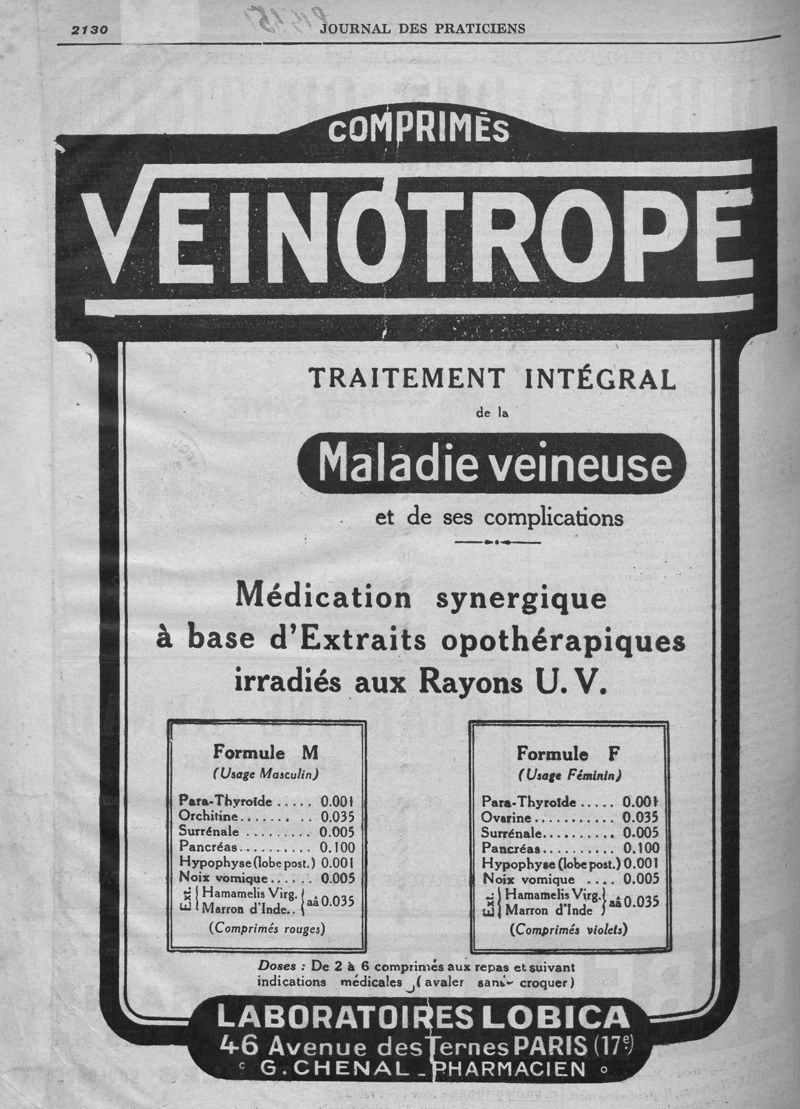 2130 JOURNAL DES PRATICIENS
COMPRIMÉS
VEINOTROPE
TRAITEMENT INTÉGRAL
de la
Maladie veineuse
et de ses complications
Médication synergique
à base d'Extraits opothérapiques
irradiés aux Rayons U.V.
Formule M
(Usage Masculin)
Para-Thyroïde ..... 0.001
Orchitine....... .. 0.035
Surrénale ......... 0.005
Pancréas.......... 0.100
Hypophyse (lobe post.) 0.001
Noix vomique ...... 0.005
Ext. { Hamamelis Virg. } aâ 0.035
Marron d'Inde..
(Comprimés rouges)
Formule F
(Usage Féminin)
Para-Thyroïde ..... 0.001
Ovarine........... 0.035
Surrénale.......... 0.005
Pancréas.......... 0.100
Hypophyse (lobe post.) 0.001
Noix vomique .... 0.005
Ext. { Hamamelis Virg. } aâ 0.035
Marron d'Inde
(Comprimés violets)
Doses : De 2 à 6 comprimés aux repas et suivant
indications médicales (avaler sans croquer)
LABORATOIRES LOBICA
46 Avenue des Ternes PARIS (17e)
G. CHENAL - PHARMACIEN